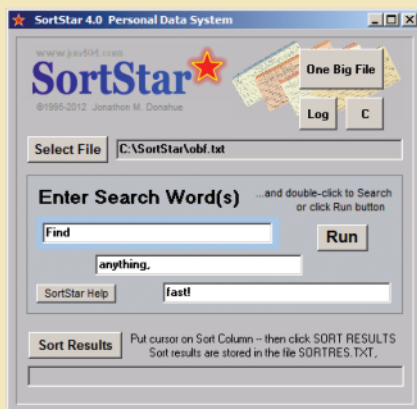 SortStar 4.0 Personal Data System
SortStar
©1995-2012 Jonathon M. Donahue
One Big File
Log
C
Select File
C:\SortStar\obf.txt
Enter Search Word(s)
...and double-click to Search
or click Run button
Find
Run
anything,
SortStar Help
fast!
Sort Results
Put cursor on Sort Column -- then click SORT RESULTS
Sort results are stored in the file SORTRES.TXT,